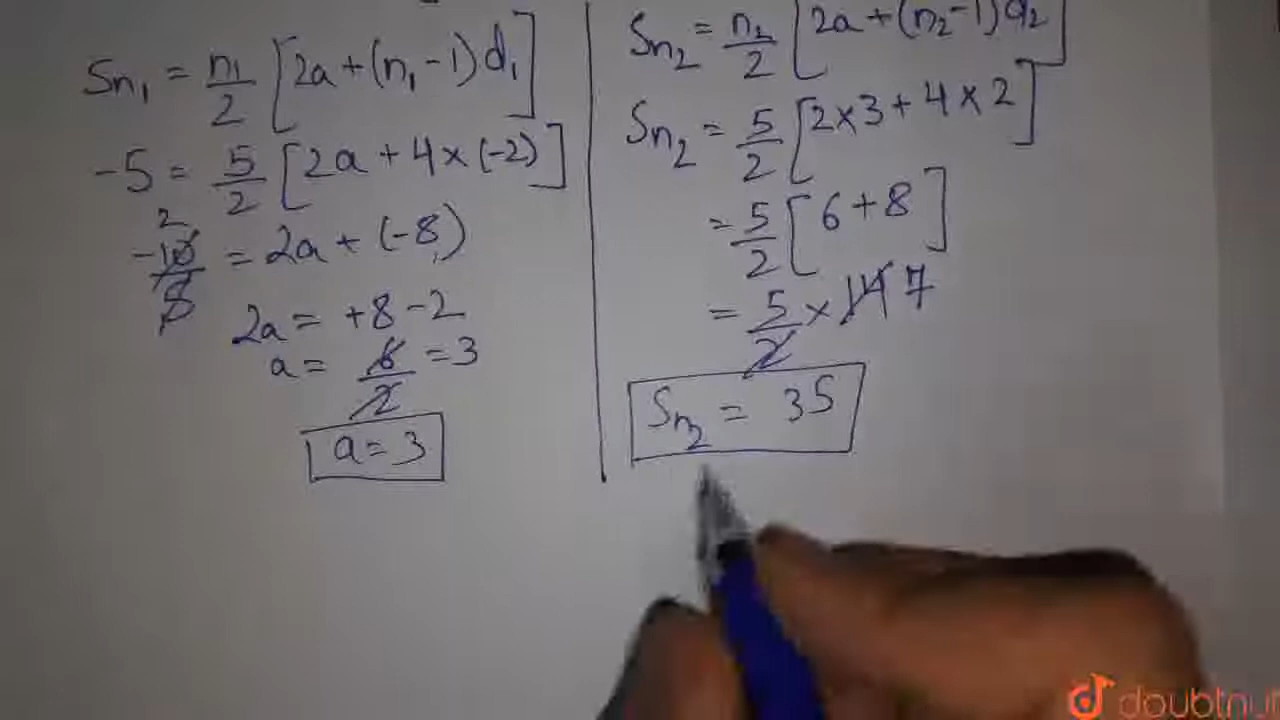 Sn₁ = n₁/2 [2a + (n₁ - 1) d₁]
-5 = 5/2 [2a + 4 × (-2)]
2
-10/5 = 2a + (-8)
2a = +8 - 2
a = 6/2 = 3
a = 3
Sn₂ = n₂/2 [2a + (n₂ - 1) d₂]
Sn₂ = 5/2 [2×3 + 4×2]
= 5/2 [6 + 8]
= 5/2 × 14 7
Sn₂ = 35
doubtnut